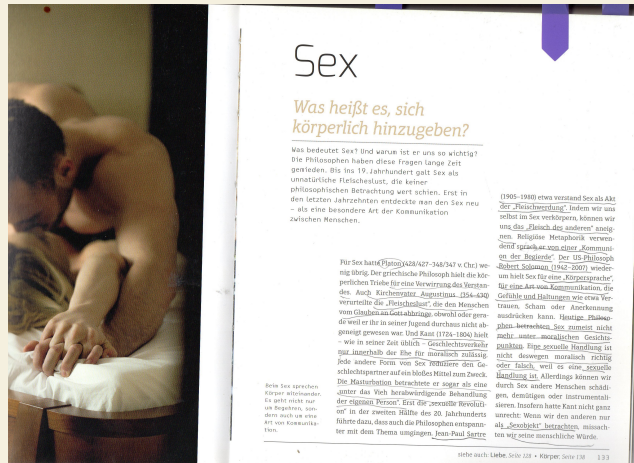 Sex
Was heißt es, sich
körperlich hinzugeben?
Was bedeutet Sex? Und warum ist er uns so wichtig?
Die Philosophen haben diese Fragen lange Zeit
gemieden. Bis ins 19. Jahrhundert galt Sex als
unnatürliche Fleischeslust, die keiner
philosophischen Betrachtung wert schien. Erst in
den letzten Jahrzehnten entdeckte man den Sex neu
– als eine besondere Art der Kommunikation
zwischen Menschen.
Beim Sex sprechen
Körper miteinander.
Es geht nicht nur
um Begehren, son-
dern auch um eine
Art von Kommunika-
tion.
Für Sex hatte Platon (428/427–348/347 v. Chr.) we-
nig übrig. Der griechische Philosoph hielt die kör-
perlichen Triebe für eine Verwirrung des Verstan-
des. Auch Kirchenvater Augustinus (354–430)
verurteilte die „Fleischeslust", die den Menschen
vom Glauben an Gott abbringe, obwohl oder gera-
de weil er ihr in seiner Jugend durchaus nicht ab-
geneigt gewesen war. Und Kant (1724–1804) hielt
– wie in seiner Zeit üblich – Geschlechtsverkehr
nur innerhalb der Ehe für moralisch zulässig.
Jede andere Form von Sex reduziere den Ge-
schlechtspartner auf ein bloßes Mittel zum Zweck.
Die Masturbation betrachtete er sogar als eine
„unter das Vieh herabwürdigende Behandlung
der eigenen Person". Erst die „sexuelle Revoluti-
on" in der zweiten Hälfte des 20. Jahrhunderts
führte dazu, dass auch die Philosophen entspann-
ter mit dem Thema umgingen. Jean-Paul Sartre
(1905–1980) etwa verstand Sex als Akt
der „Fleischwerdung". Indem wir uns
selbst im Sex verkörpern, können wir
uns das „Fleisch des anderen" aneig-
nen. Religiöse Metaphorik verwen-
dend sprach er von einer „Kommuni-
on der Begierde". Der US-Philosoph
Robert Solomon (1942–2007) wieder-
um hielt Sex für eine „Körpersprache",
für eine Art von Kommunikation, die
Gefühle und Haltungen wie etwa Ver-
trauen, Scham oder Anerkennung
ausdrücken kann. Heutige Philoso-
phen betrachten Sex zumeist nicht
mehr unter moralischen Gesichts-
punkten. Eine sexuelle Handlung ist
nicht deswegen moralisch richtig
oder falsch, weil es eine sexuelle
Handlung ist. Allerdings können wir
durch Sex andere Menschen schädi-
gen, demütigen oder instrumentali-
sieren. Insofern hatte Kant nicht ganz
unrecht: Wenn wir den anderen nur
als „Sexobjekt" betrachten, missach-
ten wir seine menschliche Würde.
siehe auch: Liebe, Seite 128 • Körper, Seite 138 133